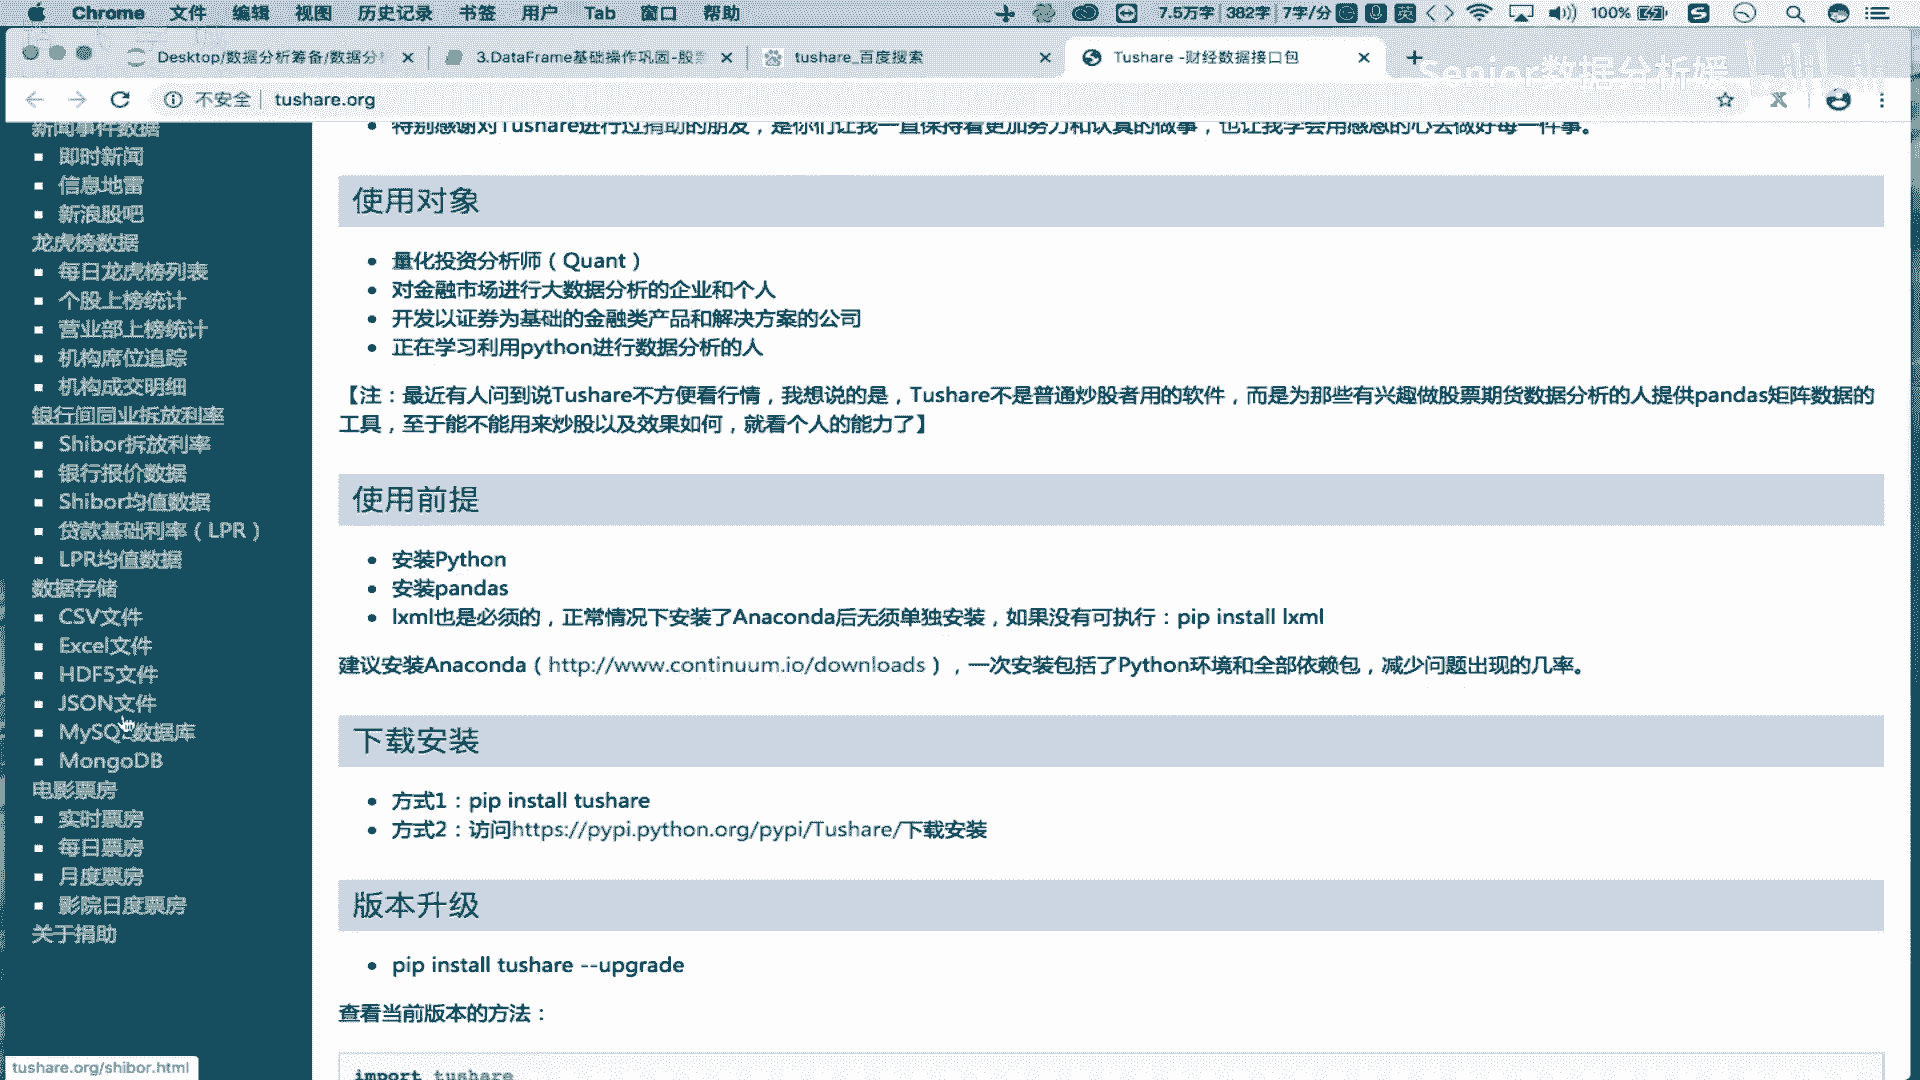 Chrome 文件 编辑 视图 历史记录 书签 用户 Tab 窗口 帮助 7.5万字 382字 7字/分 英 100%
Desktop/数据分析筹备/数据分析 3.DataFrame基础操作巩固-股票 tushare_百度搜索 Tushare -财经数据接口包
Senior数据分析媛 bilibili
不安全 tushare.org
新闻事件数据
即时新闻
信息地雷
新浪股吧
龙虎榜数据
每日龙虎榜列表
个股上榜统计
营业部上榜统计
机构席位追踪
机构成交明细
银行间同业拆放利率
Shibor拆放利率
银行报价数据
Shibor均值数据
贷款基础利率（LPR）
LPR均值数据
数据存储
CSV文件
Excel文件
HDF5文件
JSON文件
MySQL数据库
MongoDB
电影票房
实时票房
每日票房
月度票房
影院日度票房
关于捐助
特别感谢对Tushare进行过捐助的朋友，是你们让我一直保持着更加努力和认真的做事，也让我学会用感恩的心去做好每一件事。
使用对象
量化投资分析师（Quant）
对金融市场进行大数据分析的企业和个人
开发以证券为基础的金融类产品和解决方案的公司
正在学习利用python进行数据分析的人
【注：最近有人问到说Tushare不方便看行情，我想说的是，Tushare不是普通炒股者用的软件，而是为那些有兴趣做股票期货数据分析的人提供pandas矩阵数据的
工具，至于能不能用来炒股以及效果如何，就看个人的能力了】
使用前提
安装Python
安装pandas
lxml也是必须的，正常情况下安装了Anaconda后无须单独安装，如果没有可执行：pip install lxml
建议安装Anaconda（http://www.continuum.io/downloads），一次安装包括了Python环境和全部依赖包，减少问题出现的几率。
下载安装
方式1：pip install tushare
方式2：访问https://pypi.python.org/pypi/Tushare/下载安装
版本升级
pip install tushare --upgrade
查看当前版本的方法：
import tushare
tushare.org/shibor.html